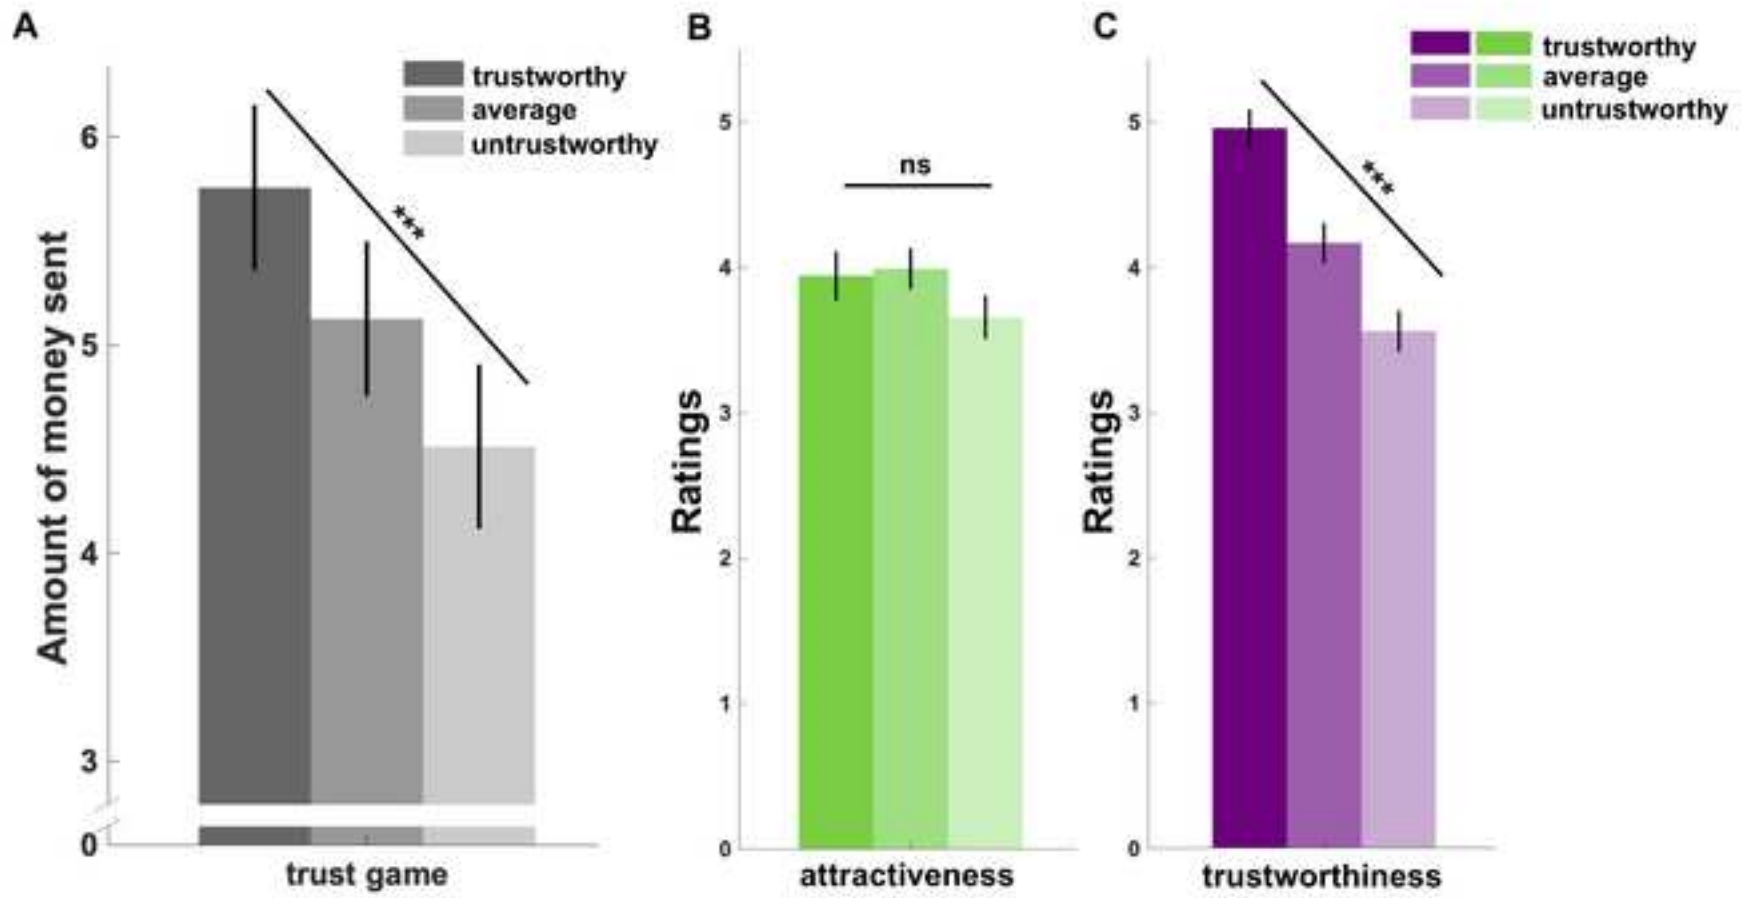 A
trustworthy
average
untrustworthy
***
Amount of money sent
6
5
4
3
0
trust game
B
ns
Ratings
5
4
3
2
1
0
attractiveness
C
trustworthy
average
untrustworthy
***
Ratings
5
4
3
2
1
0
trustworthiness